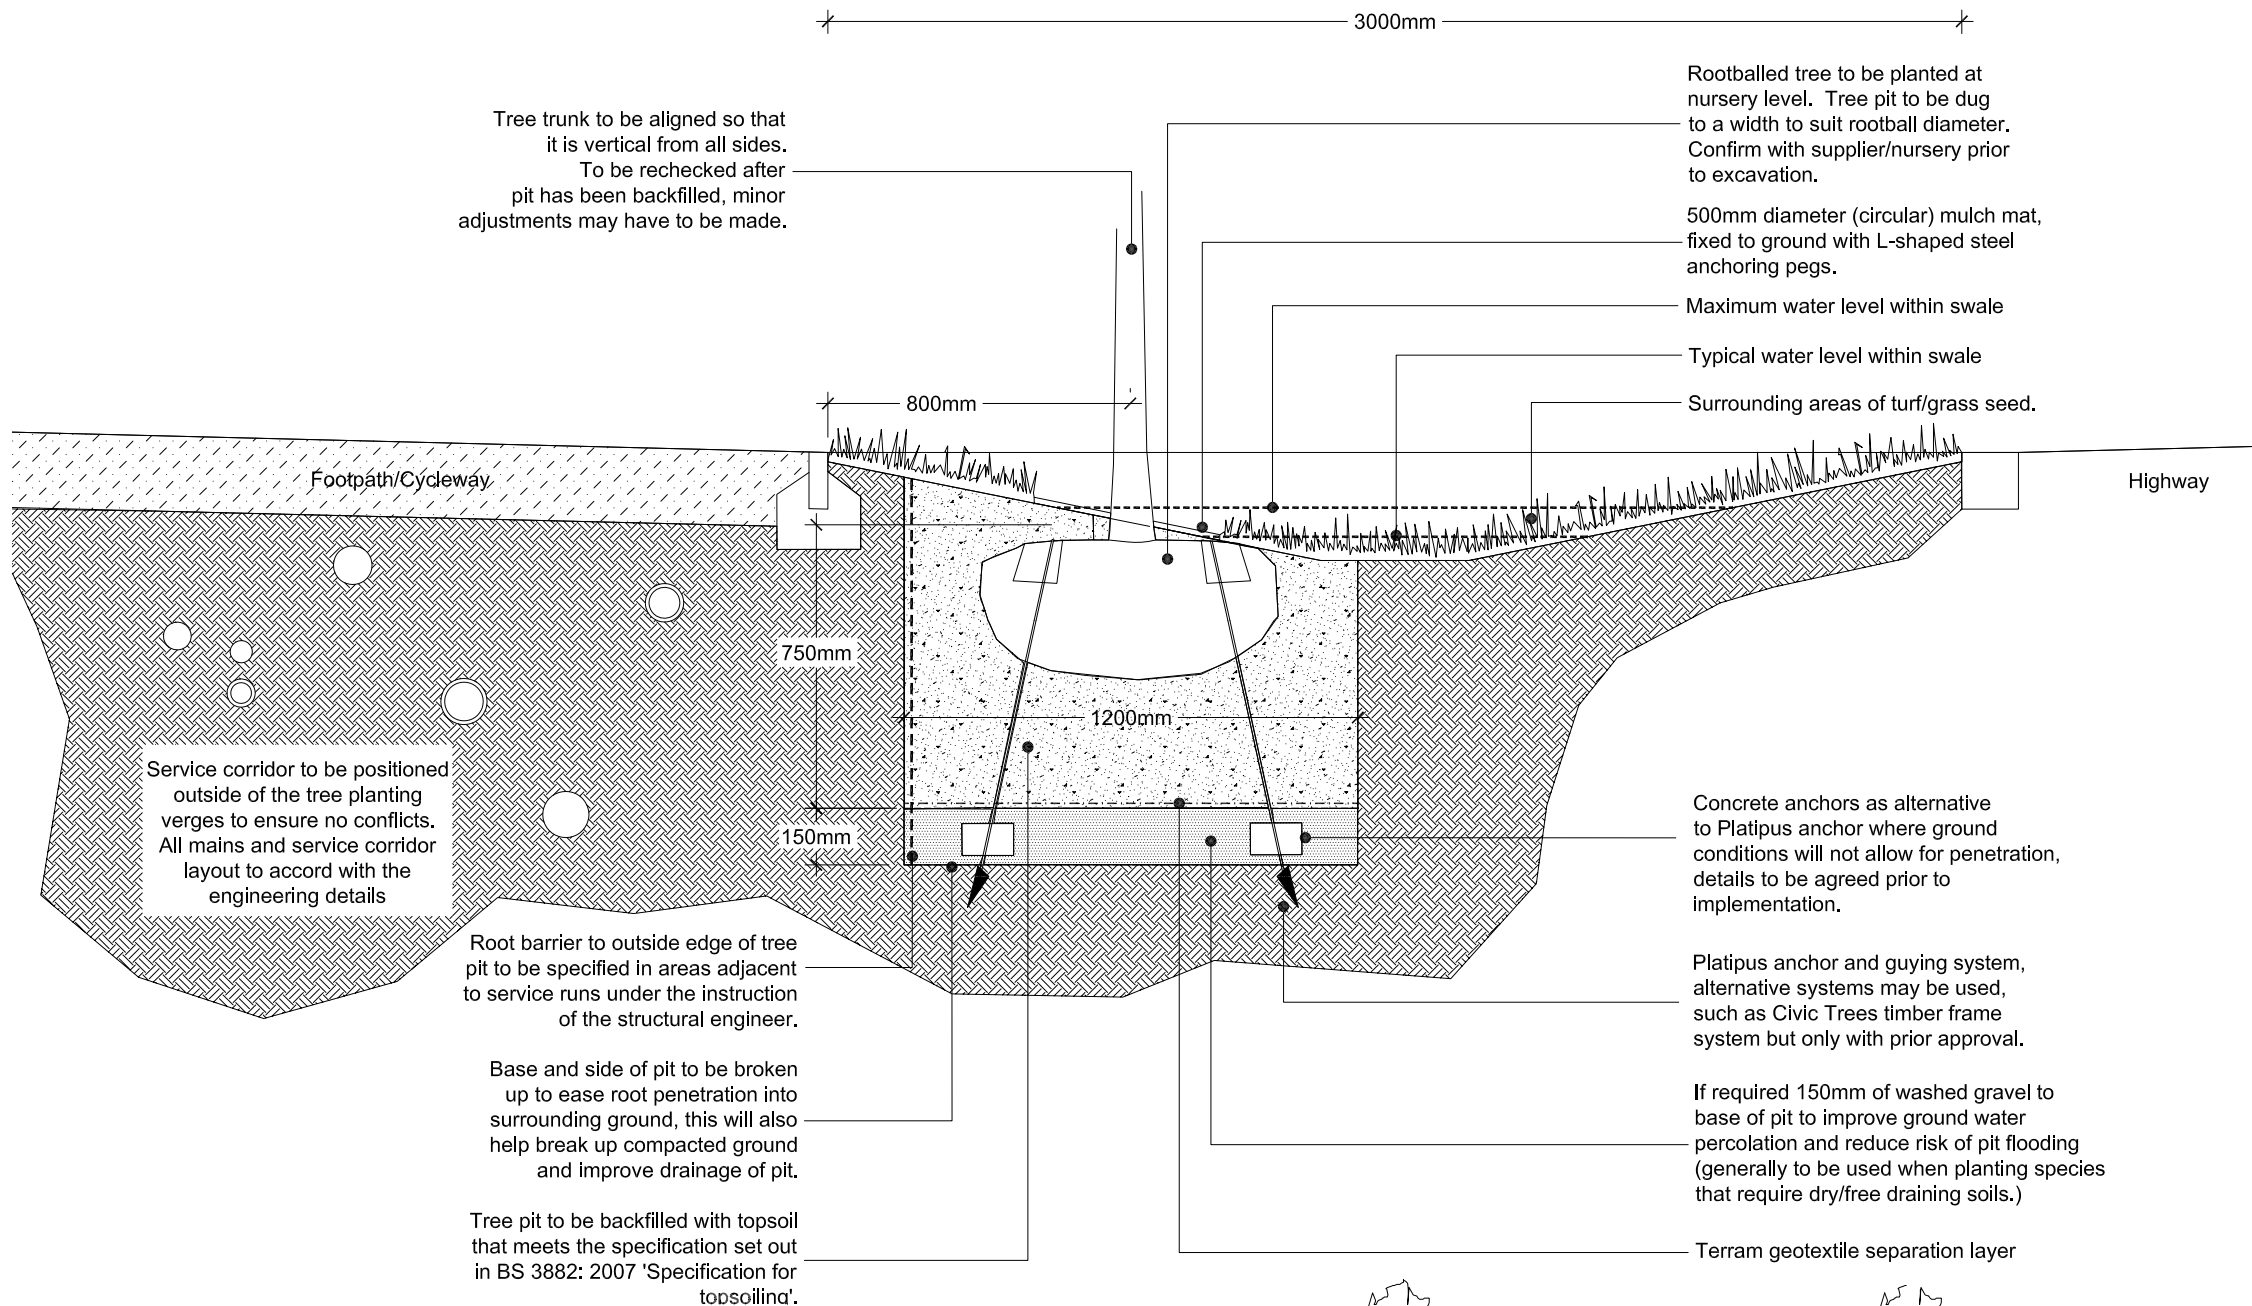 3000mm
Tree trunk to be aligned so that
it is vertical from all sides.
To be rechecked after
pit has been backfilled, minor
adjustments may have to be made.
Rootballed tree to be planted at
nursery level. Tree pit to be dug
to a width to suit rootball diameter.
Confirm with supplier/nursery prior
to excavation.
500mm diameter (circular) mulch mat,
fixed to ground with L-shaped steel
anchoring pegs.
Maximum water level within swale
Typical water level within swale
Surrounding areas of turf/grass seed.
800mm
Footpath/Cycleway
Highway
750mm
1200mm
150mm
Service corridor to be positioned
outside of the tree planting
verges to ensure no conflicts.
All mains and service corridor
layout to accord with the
engineering details
Root barrier to outside edge of tree
pit to be specified in areas adjacent
to service runs under the instruction
of the structural engineer.
Base and side of pit to be broken
up to ease root penetration into
surrounding ground, this will also
help break up compacted ground
and improve drainage of pit.
Tree pit to be backfilled with topsoil
that meets the specification set out
in BS 3882: 2007 'Specification for
topsoiling'.
Concrete anchors as alternative
to Platipus anchor where ground
conditions will not allow for penetration,
details to be agreed prior to
implementation.
Platipus anchor and guying system,
alternative systems may be used,
such as Civic Trees timber frame
system but only with prior approval.
If required 150mm of washed gravel to
base of pit to improve ground water
percolation and reduce risk of pit flooding
(generally to be used when planting species
that require dry/free draining soils.)
Terram geotextile separation layer